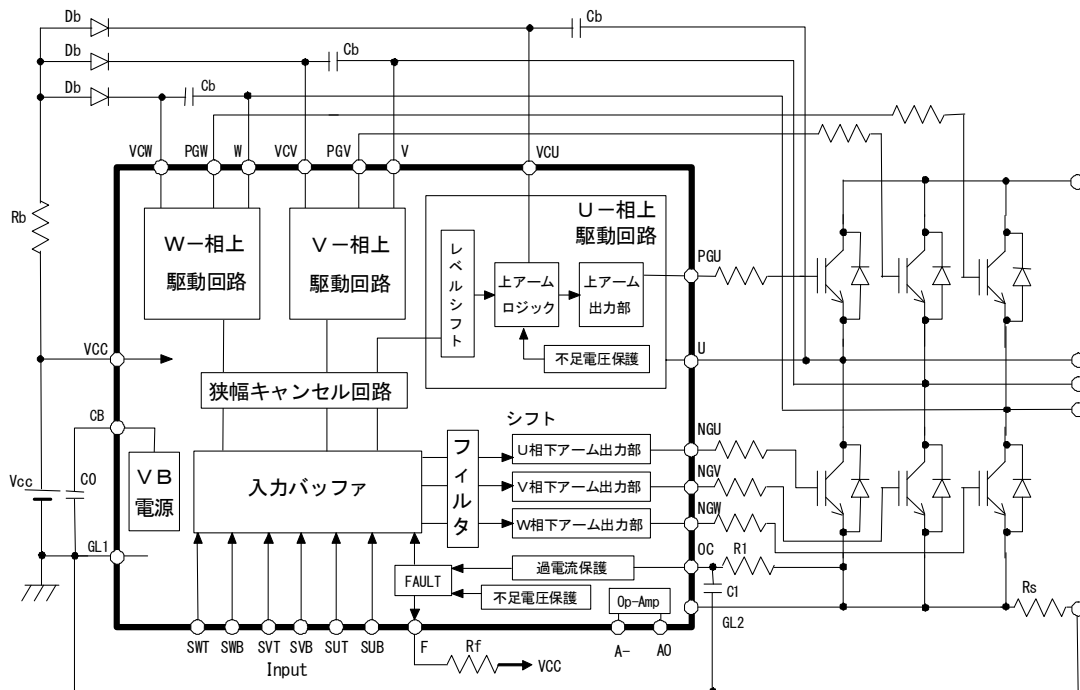 Db
Cb
Db
Cb
Db
Cb
VCW
PGW
W
VCV
PGV
V
VCU
Rb
W－相上
駆動回路
V－相上
駆動回路
U－相上
駆動回路
レベルシフト
上アーム
ロジック
上アーム
出力部
不足電圧保護
PGU
U
VCC
狭幅キャンセル回路
CB
シフト
NGU
フィルタ
U相下アーム出力部
V相下アーム出力部
W相下アーム出力部
NGV
NGW
Vcc
C0
VB
電源
入力バッファ
GL1
OC
R1
過電流保護
FAULT
不足電圧保護
Op-Amp
C1
Rs
GL2
SWT
SWB
SVT
SVB
SUT
SUB
F
Rf
VCC
A-
AO
Input